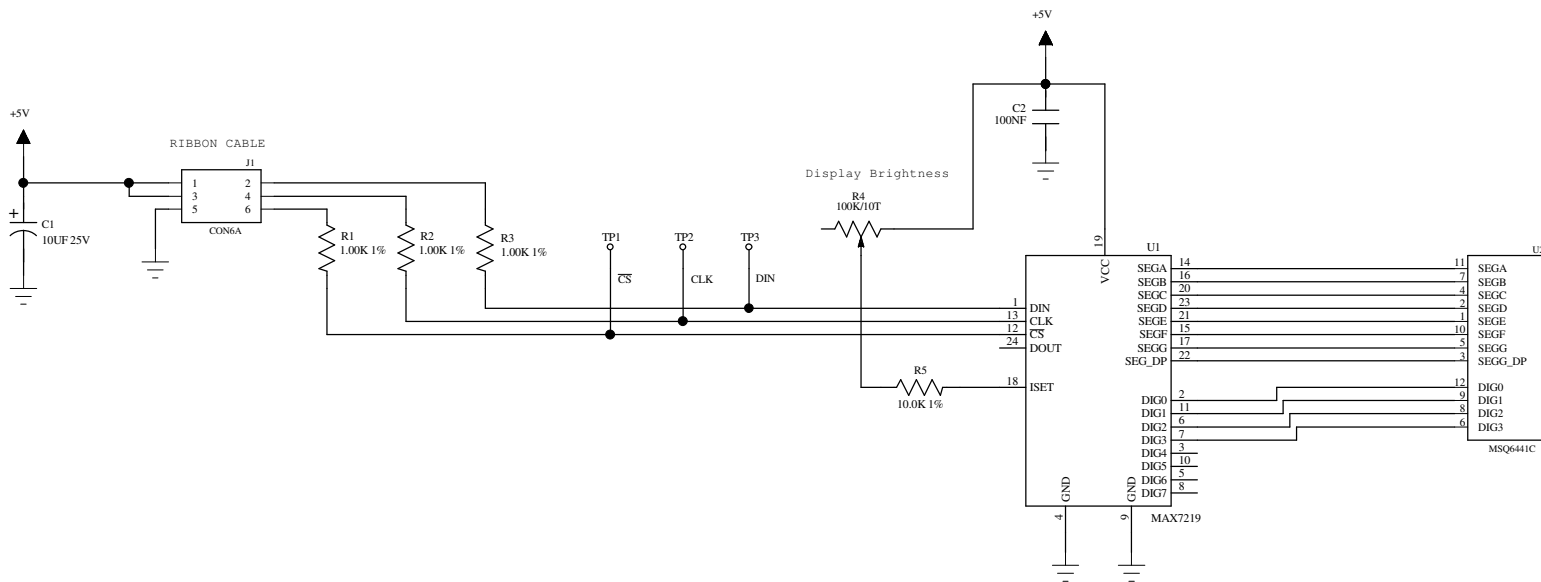 +5V
+5V
C2
100NF
RIBBON CABLE
J1
1 2
3 4
5 6
CON6A
+
C1
10UF 25V
Display Brightness
R4
100K/10T
R1
1.00K 1%
R2
1.00K 1%
R3
1.00K 1%
TP1
TP2
TP3
CS
CLK
DIN
U1
19
VCC
1 DIN
13 CLK
12 CS
24 DOUT
18 ISET
R5
10.0K 1%
SEGA 14
SEGB 16
SEGC 20
SEGD 23
SEGE 21
SEGF 15
SEGG 17
SEG_DP 22
DIG0 2
DIG1 11
DIG2 6
DIG3 7
DIG4 3
DIG5 10
DIG6 5
DIG7 8
GND
4
GND
9
MAX7219
11 SEGA
7 SEGB
4 SEGC
2 SEGD
1 SEGE
10 SEGF
5 SEGG
3 SEGG_DP
12 DIG0
9 DIG1
8 DIG2
6 DIG3
MSQ6441C